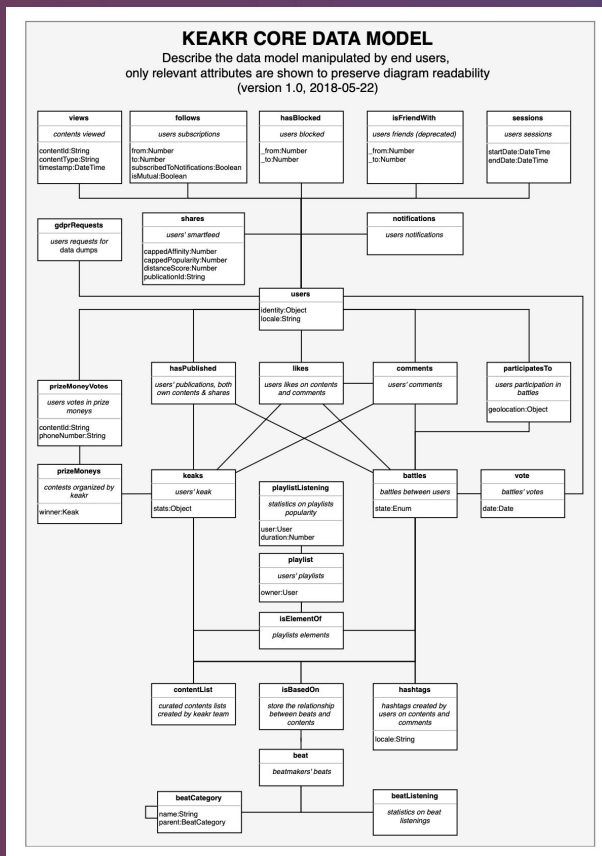 KEAKR CORE DATA MODEL
Describe the data model manipulated by end users,
only relevant attributes are shown to preserve diagram readability
(version 1.0, 2018-05-22)
views
contents viewed
contentId:String
contentType:String
timestamp:DateTime
follows
users subscriptions
from:Number
to:Number
subscribedToNotifications:Boolean
isMutual:Boolean
hasBlocked
users blocked
_from:Number
_to:Number
isFriendWith
users friends (deprecated)
_from:Number
_to:Number
sessions
users sessions
startDate:DateTime
endDate:DateTime
gdprRequests
users requests for
data dumps
shares
users' smartfeed
cappedAffinity:Number
cappedPopularity:Number
distanceScore:Number
publicationId:String
notifications
users notifications
users
identity:Object
locale:String
prizeMoneyVotes
users votes in prize
moneys
contentId:String
phoneNumber:String
hasPublished
users' publications, both
own contents & shares
likes
users likes on contents
and comments
comments
users' comments
participatesTo
users participation in
battles
geolocation:Object
prizeMoneys
contests organized by
keakr
winner:Keak
keaks
users' keak
stats:Object
playlistListening
statistics on playlists
popularity
user:User
duration:Number
battles
battles between users
state:Enum
vote
battles' votes
date:Date
playlist
users' playlists
owner:User
isElementOf
playlists elements
contentList
curated contents lists
created by keakr team
isBasedOn
store the relationship
between beats and
contents
hashtags
hashtags created by
users on contents and
comments
locale:String
beat
beatmakers' beats
beatCategory
name:String
parent:BeatCategory
beatListening
statistics on beat
listenings